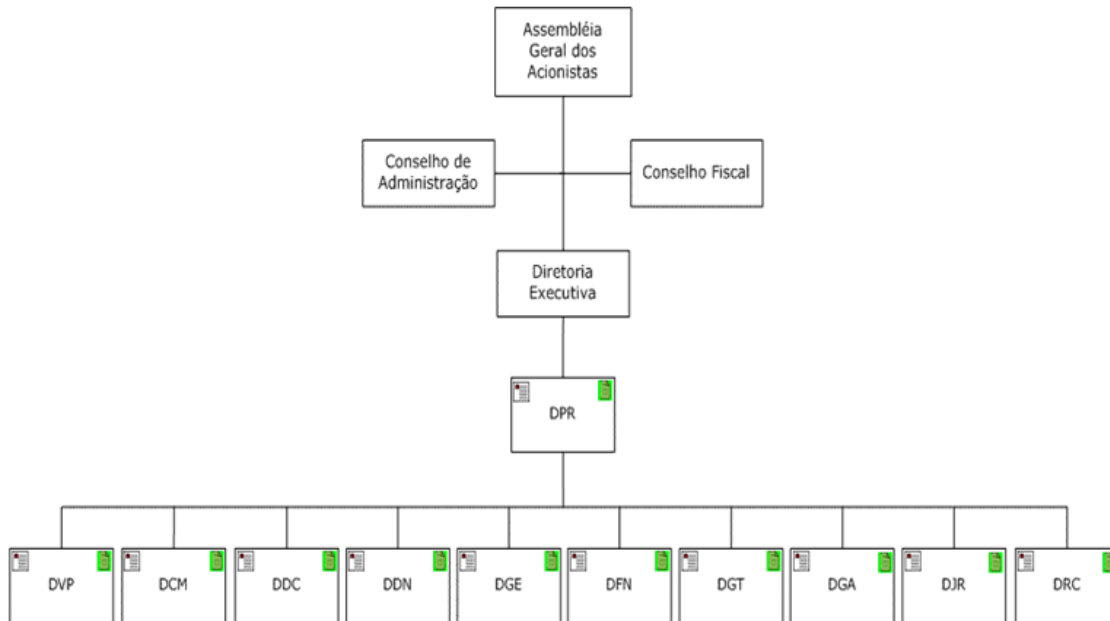 Assembléia
Geral dos
Acionistas
Conselho de
Administração
Conselho Fiscal
Diretoria
Executiva
DPR
DVP
DCM
DDC
DDN
DGE
DFN
DGT
DGA
DJR
DRC